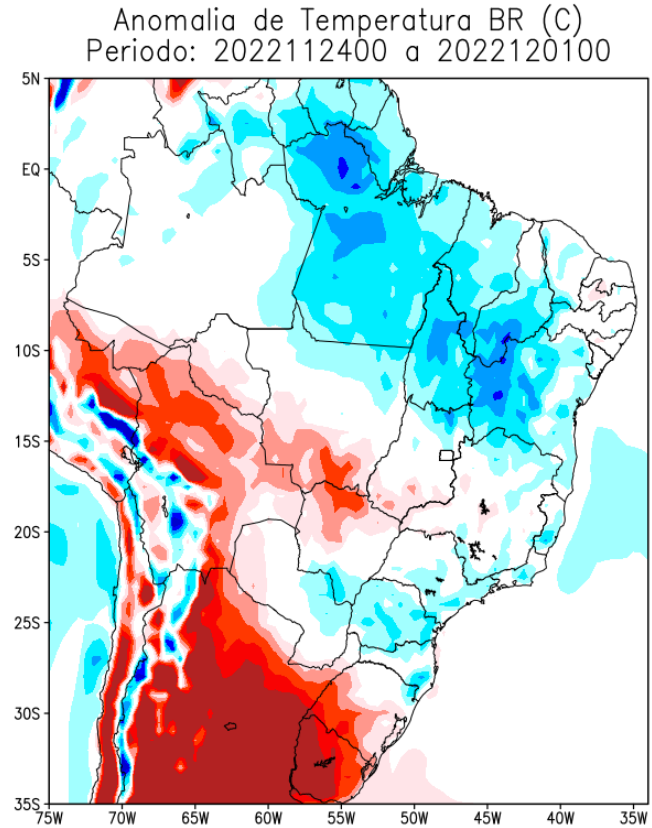 Anomalia de Temperatura BR (C)
Periodo: 2022112400 a 2022120100
5N
EQ
5S
10S
15S
20S
25S
30S
35S
75W 70W 65W 60W 55W 50W 45W 40W 35W